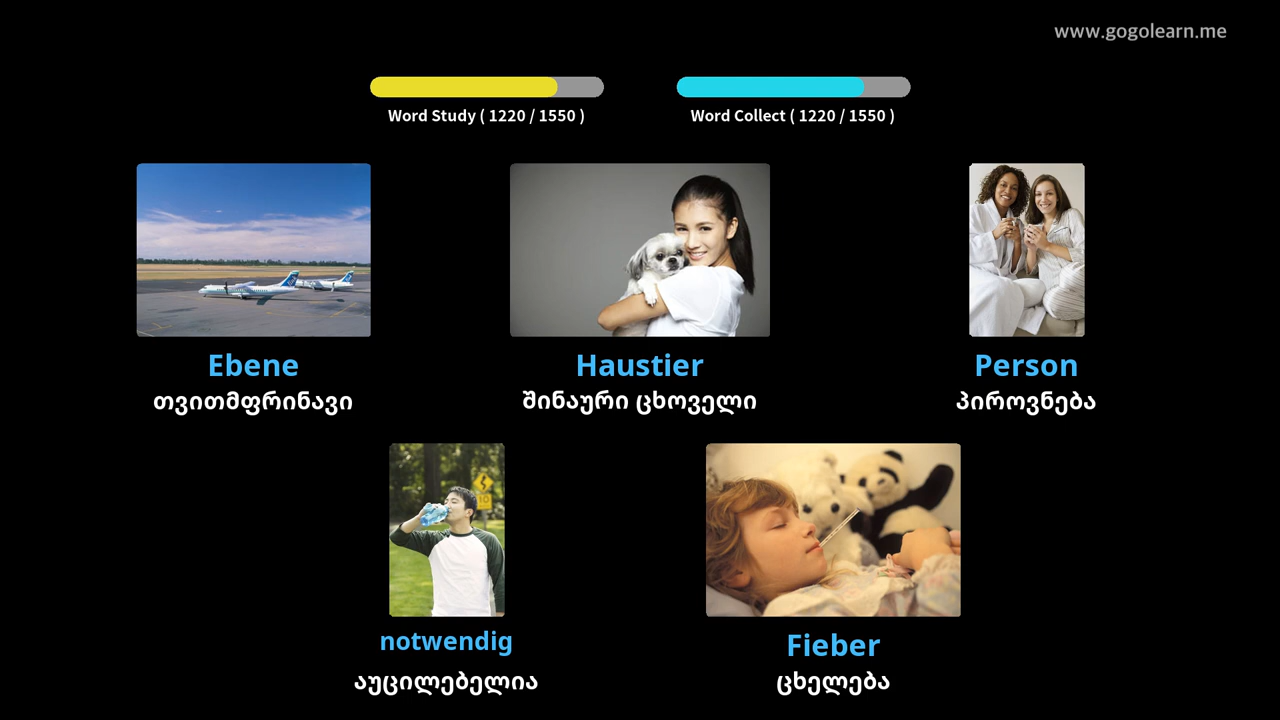 www.gogolearn.me
Word Study ( 1220 / 1550 )
Word Collect ( 1220 / 1550 )
Ebene
თვითმფრინავი
Haustier
შინაური ცხოველი
Person
პიროვნება
10
notwendig
აუცილებელია
Fieber
ცხელება